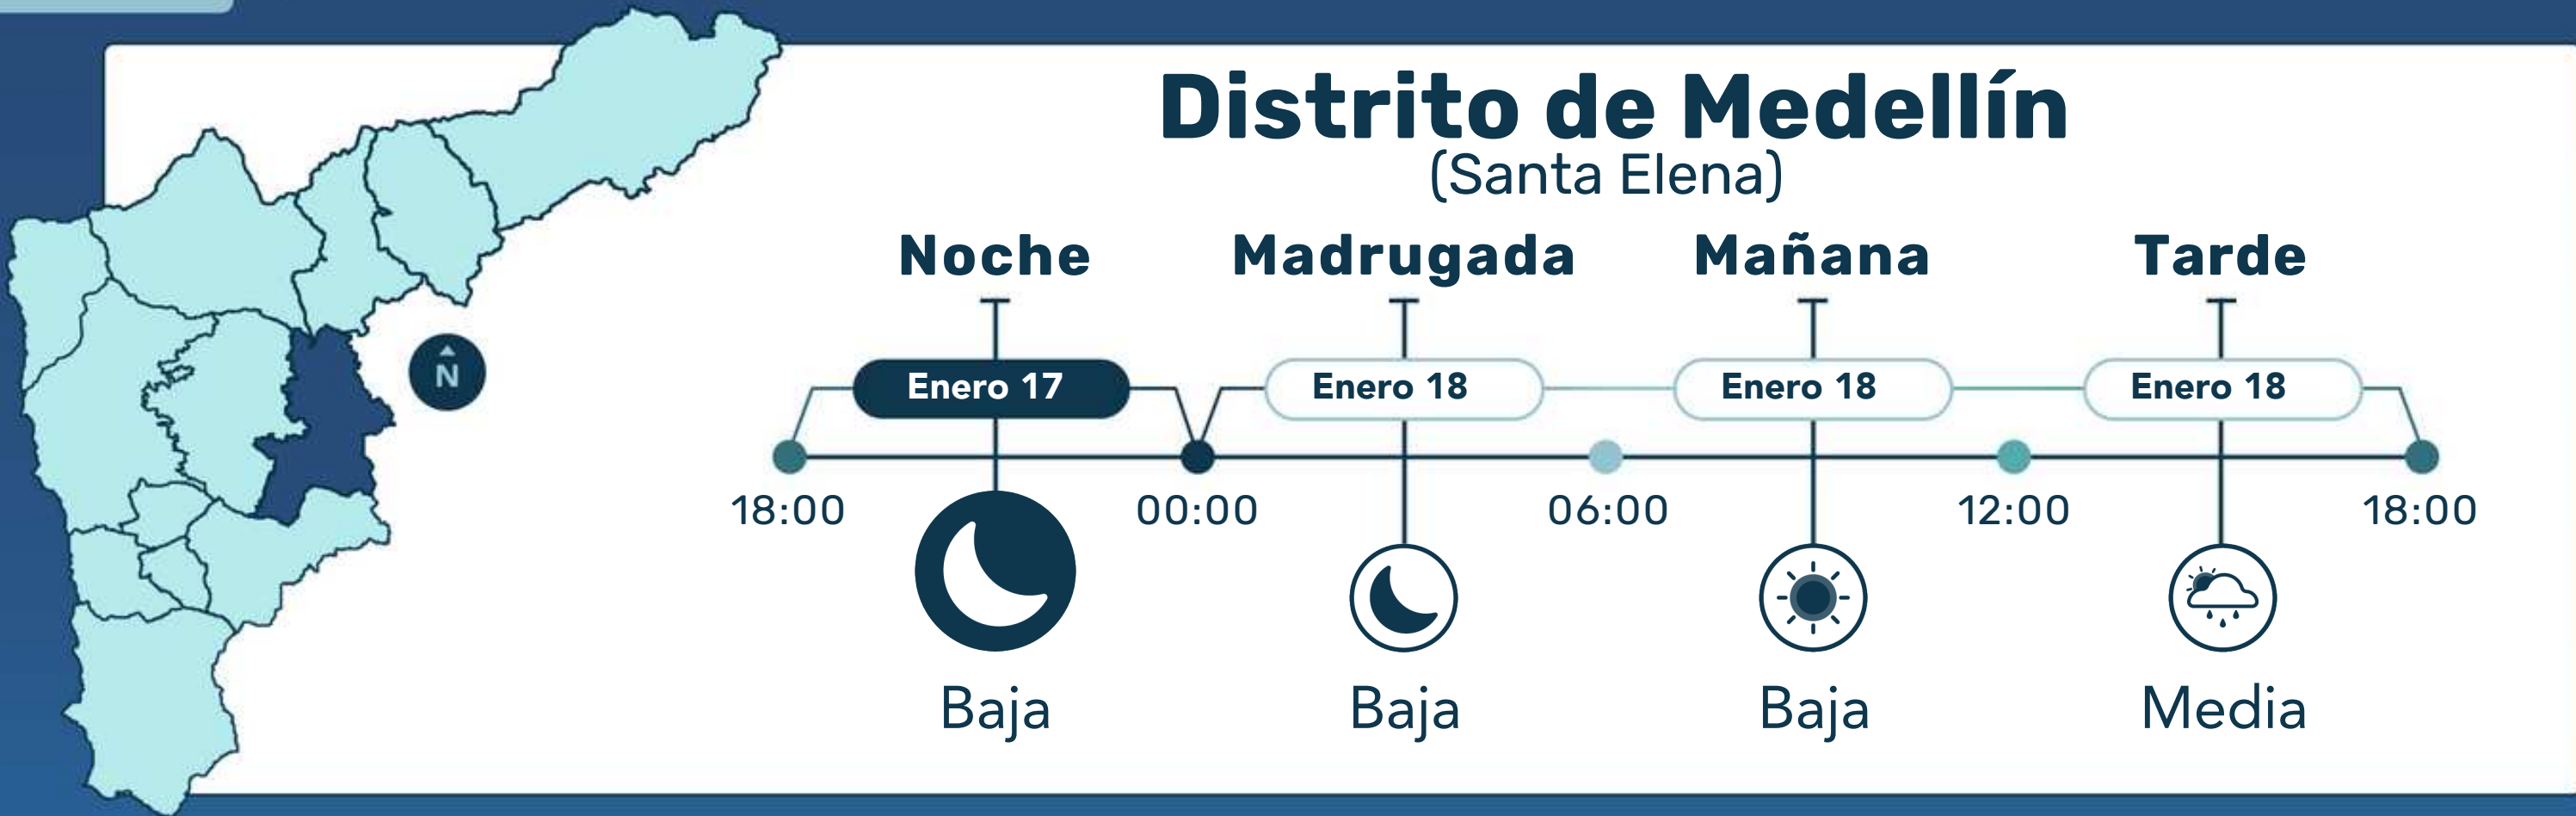 Distrito de Medellín
(Santa Elena)
Noche Madrugada Mañana Tarde
N
Enero 17 Enero 18 Enero 18 Enero 18
18:00 00:00 06:00 12:00 18:00
Baja Baja Baja Media